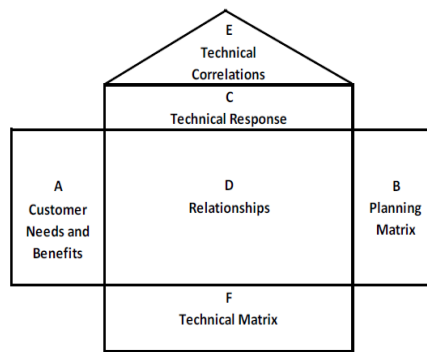 E
Technical
Correlations
C
Technical Response
A
Customer
Needs and
Benefits
D
Relationships
B
Planning
Matrix
F
Technical Matrix